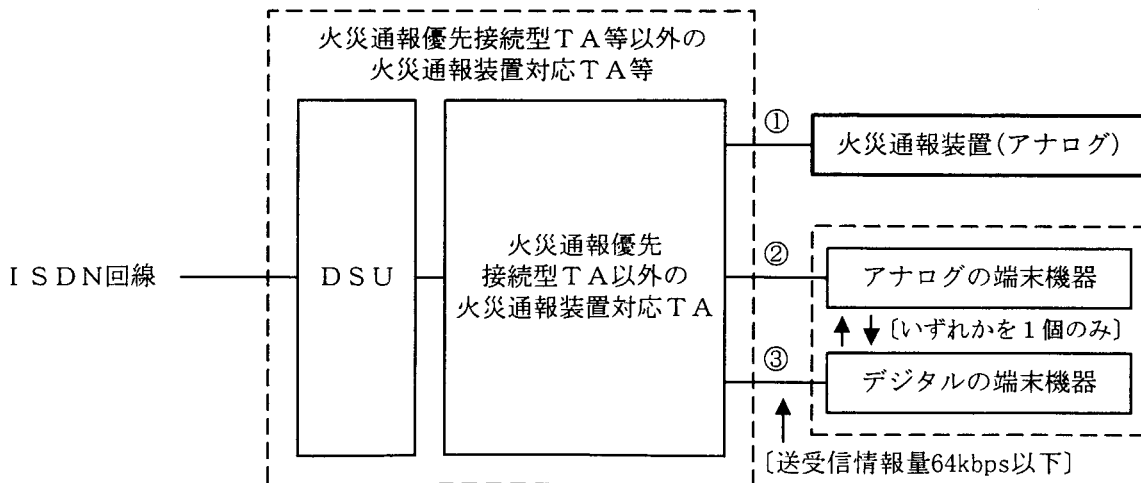 火災通報優先接続型ＴＡ等以外の
火災通報装置対応ＴＡ等
ＩＳＤＮ回線
ＤＳＵ
火災通報優先
接続型ＴＡ以外の
火災通報装置対応ＴＡ
①
火災通報装置(アナログ)
②
アナログの端末機器
〔いずれかを１個のみ〕
③
デジタルの端末機器
〔送受信情報量64kbps以下〕